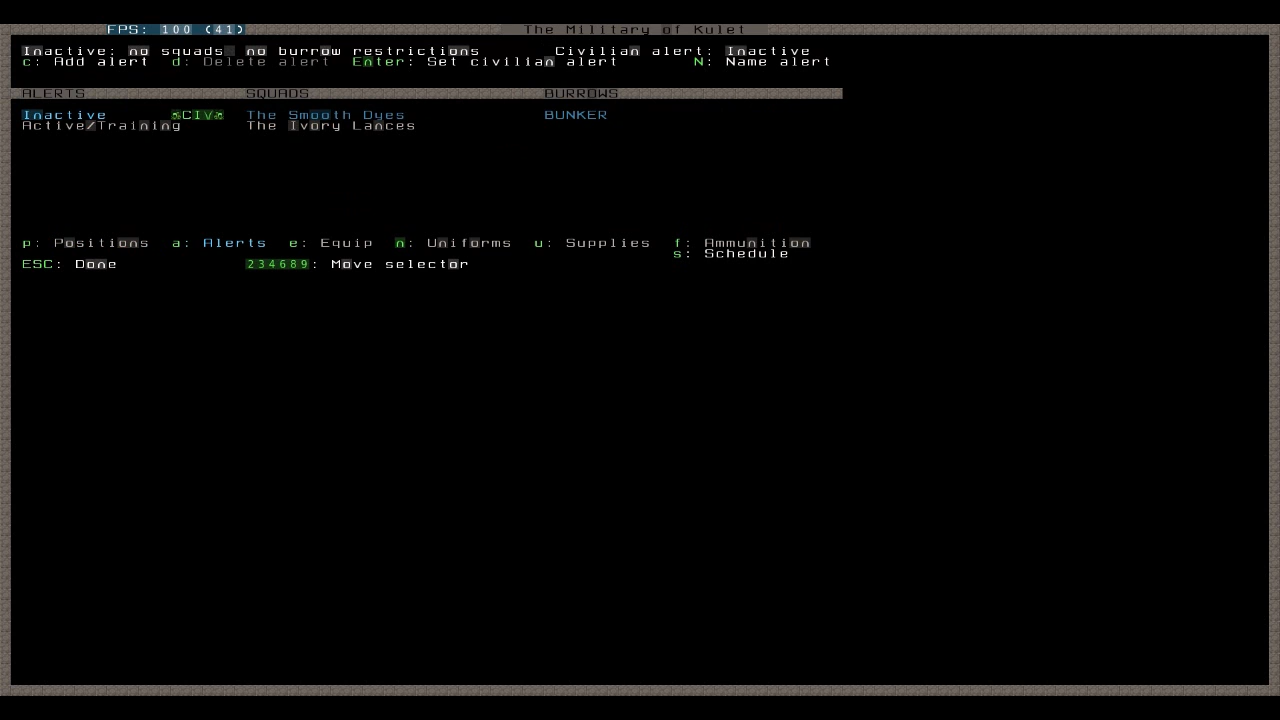 FPS: 100 (41) The Military of Kulet
Inactive: no squads, no burrow restrictions Civilian alert: Inactive
c: Add alert d: Delete alert Enter: Set civilian alert N: Name alert
ALERTS SQUADS BURROWS
Inactive [CIV] The Smooth Dyes BUNKER
Active/Training The Ivory Lances
p: Positions a: Alerts e: Equip n: Uniforms u: Supplies f: Ammunition
s: Schedule
ESC: Done 234689: Move selector